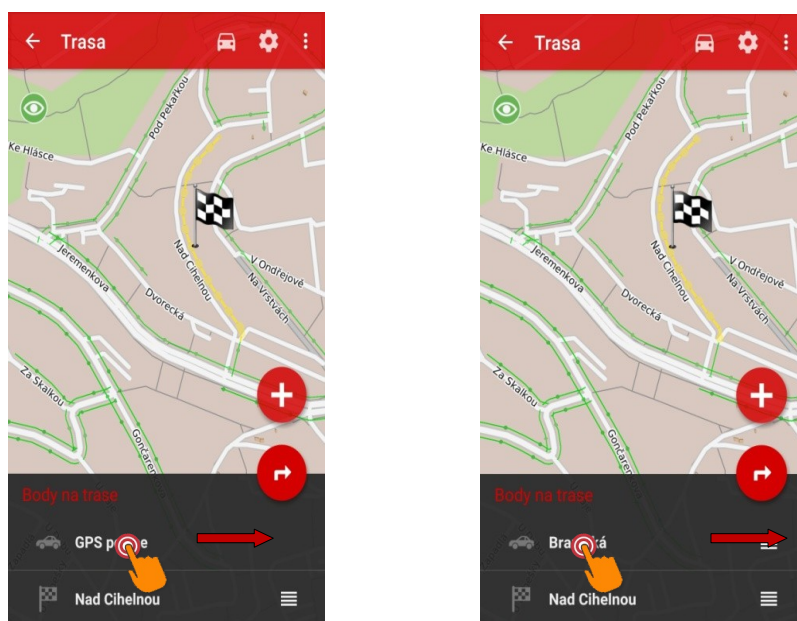 Trasa
Pod Pekařkou
Ke Hlásce
Jeremenkova
Nad Cihelnou
V Ondřejově
Na Vrstvách
Dvorecká
Za Skalkou
Body na trase
GPS
Nad Cihelnou
Trasa
Pod Pekařkou
Ke Hlásce
Jeremenkova
Nad Cihelnou
V Ondřejově
Na Vrstvách
Dvorecká
Za Skalkou
Body na trase
Nad Cihelnou